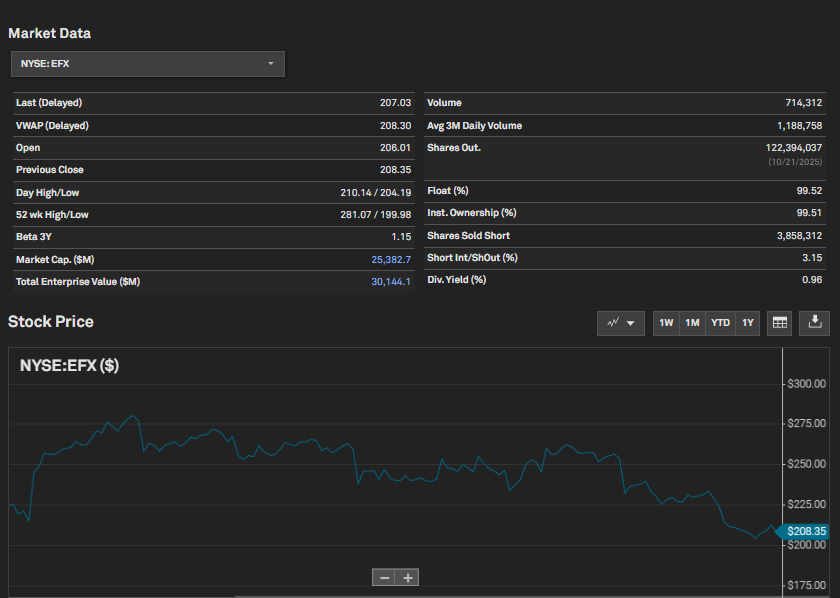 Market Data
NYSE: EFX
Last (Delayed) 207.03
VWAP (Delayed) 208.30
Open 206.01
Previous Close 208.35
Day High/Low 210.14 / 204.19
52 wk High/Low 281.07 / 199.98
Beta 3Y 1.15
Market Cap. ($M) 25,382.7
Total Enterprise Value ($M) 30,144.1
Volume 714,312
Avg 3M Daily Volume 1,188,758
Shares Out. 122,394,037
(10/21/2025)
Float (%) 99.52
Inst. Ownership (%) 99.51
Shares Sold Short 3,858,312
Short Int/ShOut (%) 3.15
Div. Yield (%) 0.96
Stock Price
1W 1M YTD 1Y
NYSE:EFX ($)
$300.00
$275.00
$250.00
$225.00
$208.35
$200.00
$175.00